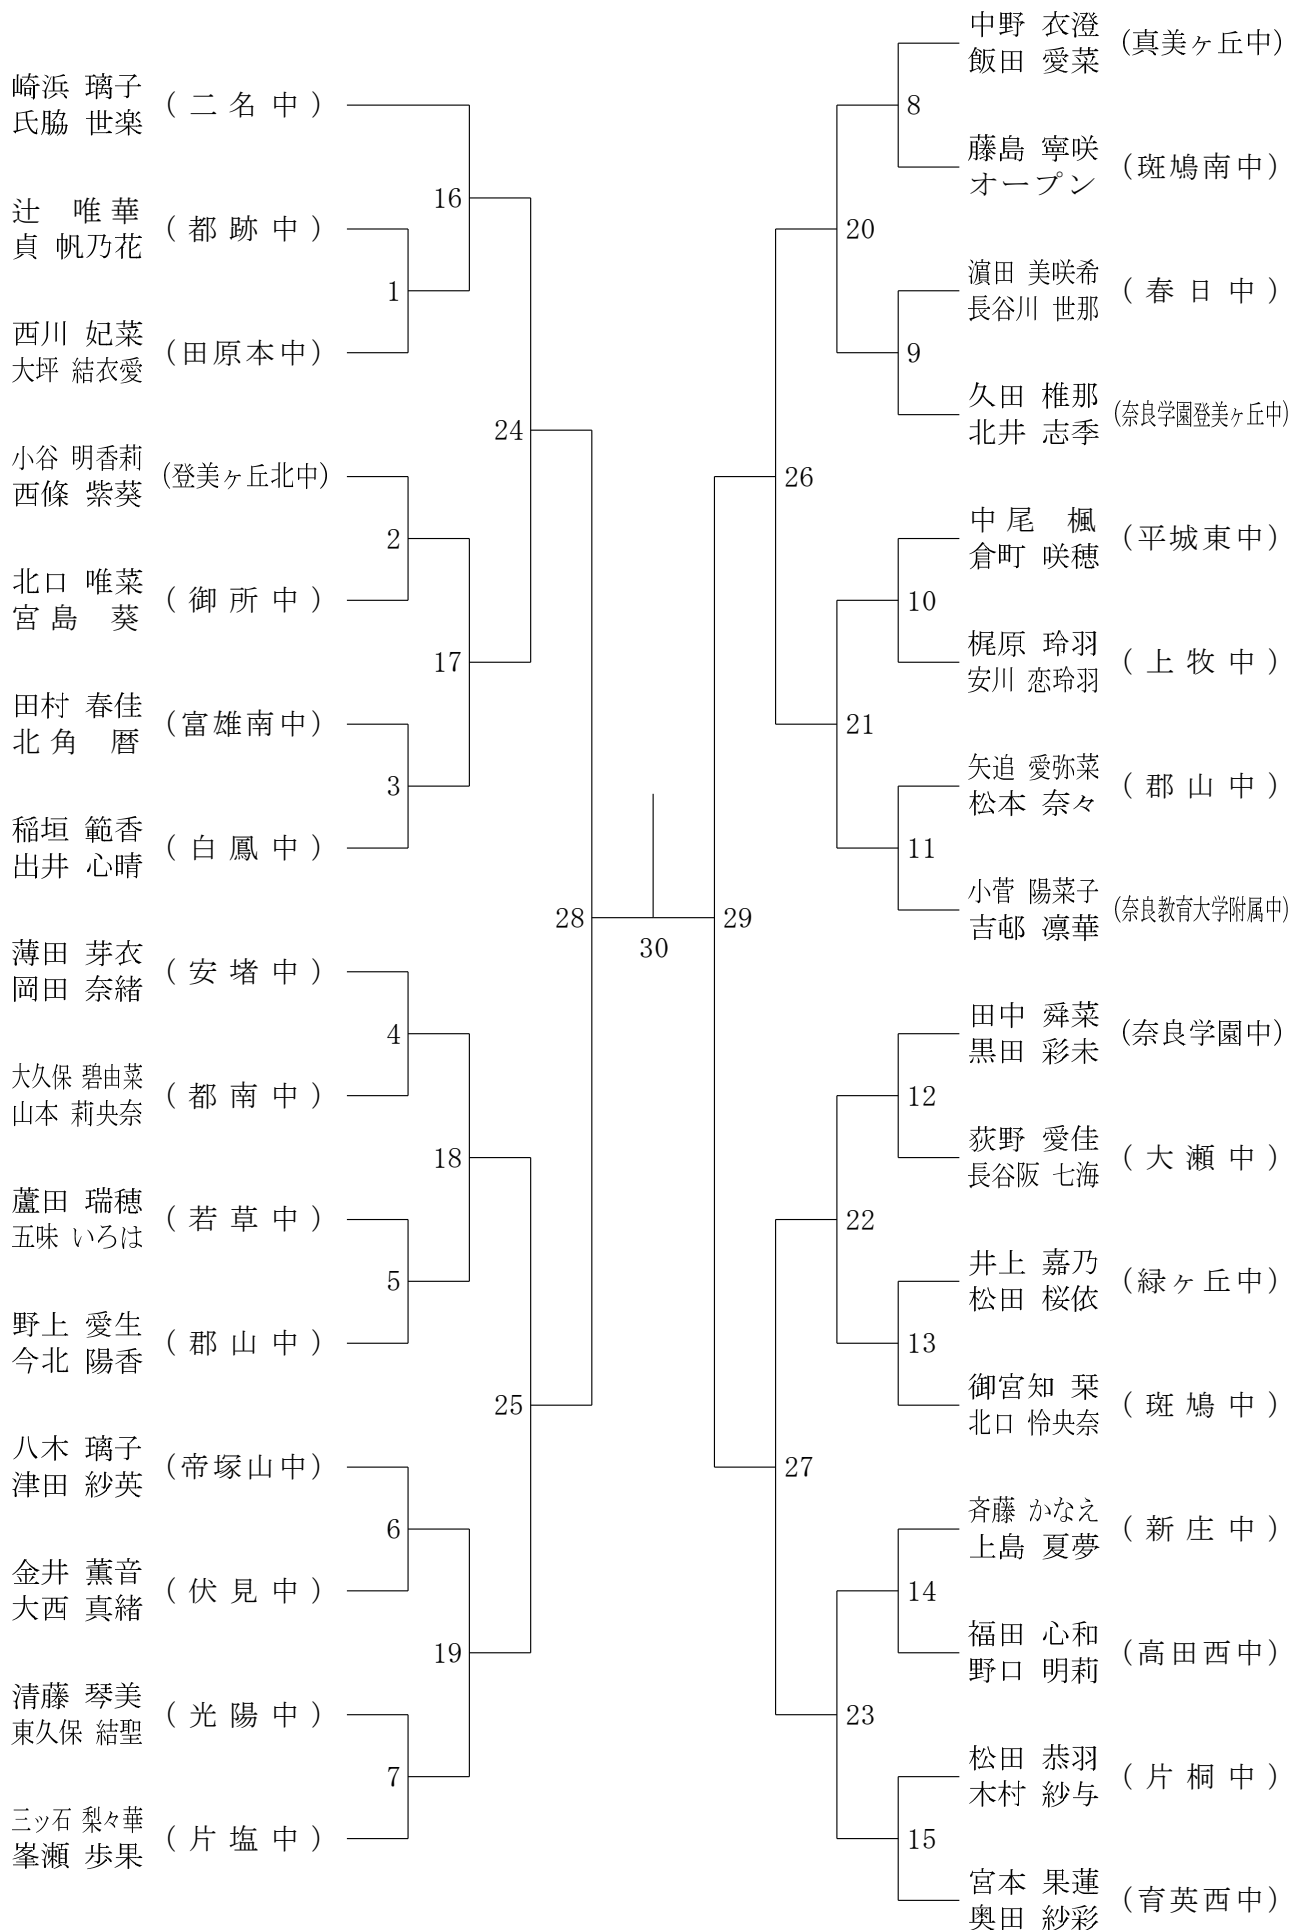 崎浜 璃子
氏脇 世楽
(二名中)
辻 唯華
貞 帆乃花
(都跡中)
西川 妃菜
大坪 結衣愛
(田原本中)
小谷 明香莉
西條 紫葵
(登美ヶ丘北中)
北口 唯菜
宮島 葵
(御所中)
田村 春佳
北角 暦
(富雄南中)
稲垣 範香
出井 心晴
(白鳳中)
薄田 芽衣
岡田 奈緒
(安堵中)
大久保 碧由菜
山本 莉央奈
(都南中)
蘆田 瑞穂
五味 いろは
(若草中)
野上 愛生
今北 陽香
(郡山中)
八木 璃子
津田 紗英
(帝塚山中)
金井 薫音
大西 真緒
(伏見中)
清藤 琴美
東久保 結聖
(光陽中)
三ッ石 梨々華
峯瀬 歩果
(片塩中)
1
2
3
4
5
6
7
16
17
18
19
24
25
28
30
29
26
27
20
21
22
23
8
9
10
11
12
13
14
15
中野 衣澄
飯田 愛菜
(真美ヶ丘中)
藤島 寧咲
オープン
(斑鳩南中)
濵田 美咲希
長谷川 世那
(春日中)
久田 椎那
北井 志季
(奈良学園登美ヶ丘中)
中尾 楓
倉町 咲穂
(平城東中)
梶原 玲羽
安川 恋玲羽
(上牧中)
矢追 愛弥菜
松本 奈々
(郡山中)
小菅 陽菜子
吉邨 凛華
(奈良教育大学附属中)
田中 舜菜
黒田 彩未
(奈良学園中)
荻野 愛佳
長谷阪 七海
(大瀬中)
井上 嘉乃
松田 桜依
(緑ヶ丘中)
御宮知 栞
北口 怜央奈
(斑鳩中)
斉藤 かなえ
上島 夏夢
(新庄中)
福田 心和
野口 明莉
(高田西中)
松田 恭羽
木村 紗与
(片桐中)
宮本 果蓮
奥田 紗彩
(育英西中)